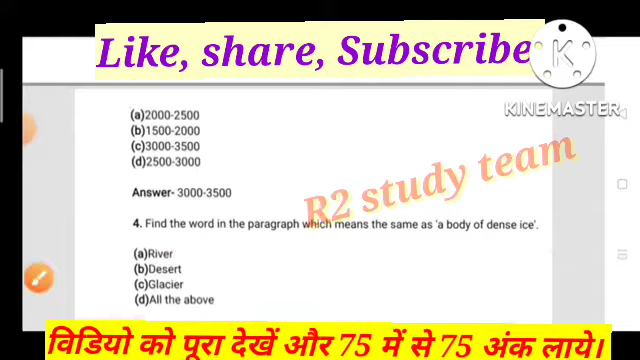 Like, share, Subscribe
KINEMASTER
(a)2000-2500
(b)1500-2000
(c)3000-3500
(d)2500-3000
Answer- 3000-3500
R2 study team
4. Find the word in the paragraph which means the same as 'a body of dense ice'.
(a)River
(b)Desert
(c)Glacier
(d)All the above
विडियो को पूरा देखें और 75 में से 75 अंक लाये।